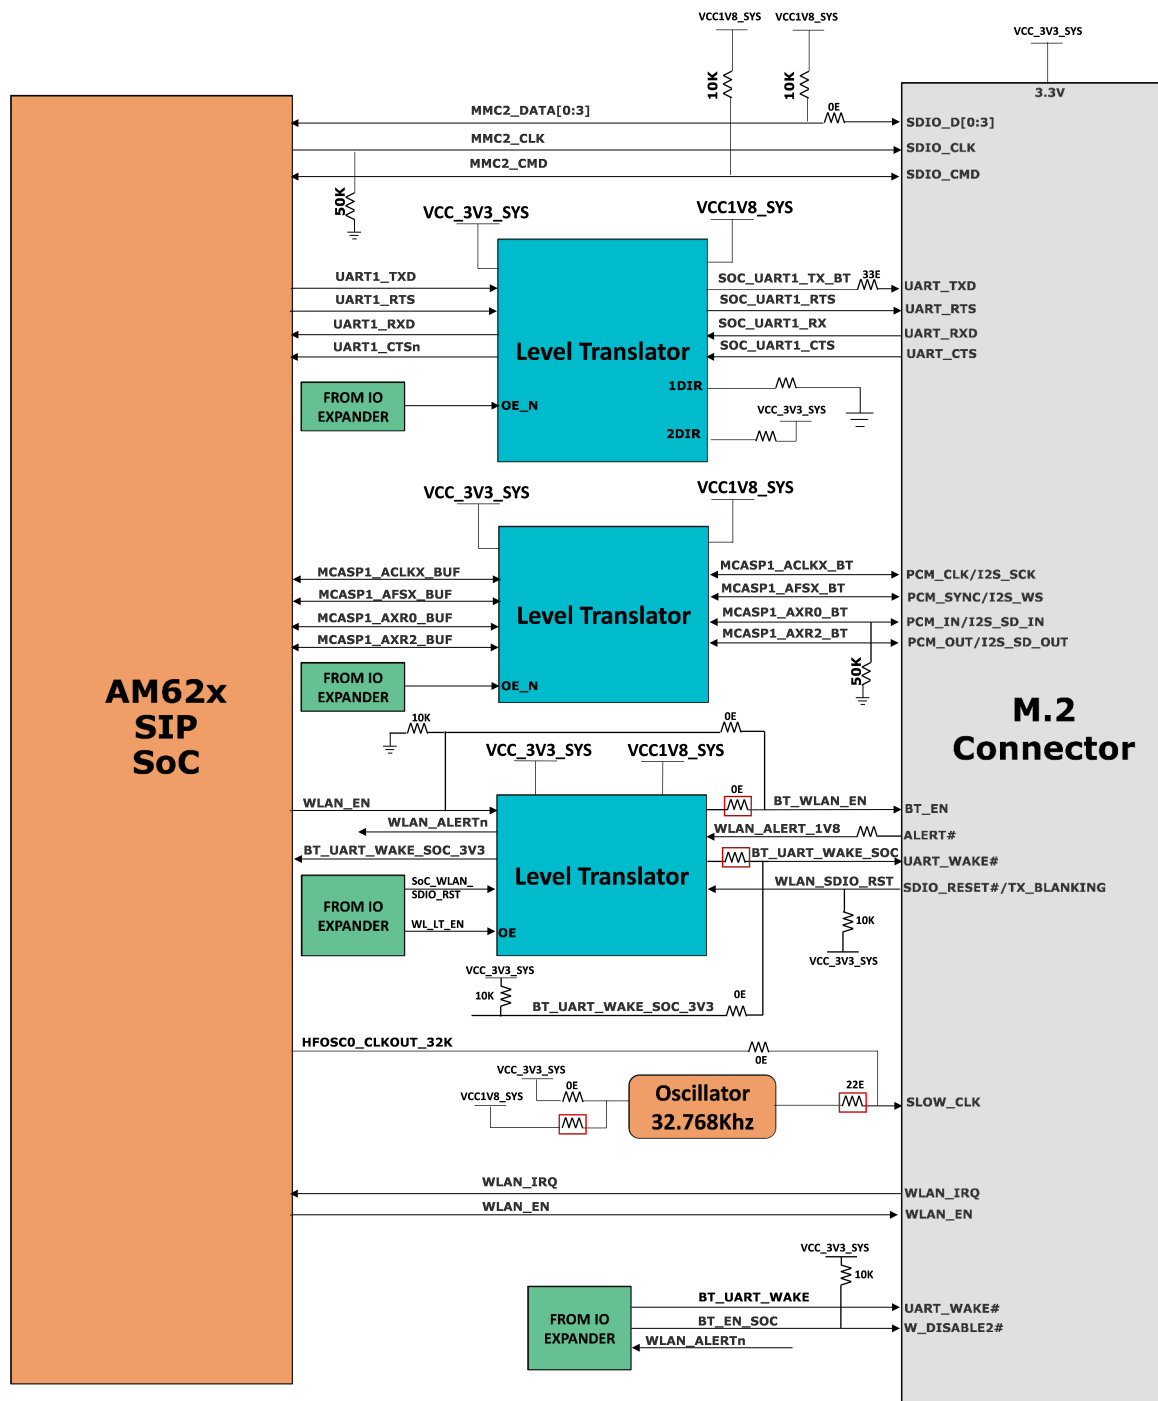 VCC1V8_SYS
VCC1V8_SYS
VCC_3V3_SYS
10K
10K
3.3V
MMC2_DATA[0:3]
0E
SDIO_D[0:3]
MMC2_CLK
SDIO_CLK
MMC2_CMD
SDIO_CMD
50K
VCC_3V3_SYS
VCC1V8_SYS
UART1_TXD
SOC_UART1_TX_BT
33E
UART_TXD
UART1_RTS
SOC_UART1_RTS
UART_RTS
UART1_RXD
SOC_UART1_RX
UART_RXD
UART1_CTSn
SOC_UART1_CTS
UART_CTS
Level Translator
1DIR
FROM IO
EXPANDER
OE_N
VCC_3V3_SYS
2DIR
VCC_3V3_SYS
VCC1V8_SYS
MCASP1_ACLKX_BUF
MCASP1_ACLKX_BT
PCM_CLK/I2S_SCK
MCASP1_AFSX_BUF
MCASP1_AFSX_BT
PCM_SYNC/I2S_WS
MCASP1_AXR0_BUF
MCASP1_AXR0_BT
PCM_IN/I2S_SD_IN
MCASP1_AXR2_BUF
MCASP1_AXR2_BT
PCM_OUT/I2S_SD_OUT
Level Translator
50K
FROM IO
EXPANDER
OE_N
AM62x
SIP
SoC
M.2
Connector
10K
0E
VCC_3V3_SYS
VCC1V8_SYS
0E
WLAN_EN
BT_WLAN_EN
BT_EN
WLAN_ALERTn
WLAN_ALERT_1V8
ALERT#
BT_UART_WAKE_SOC_3V3
BT_UART_WAKE_SOC
UART_WAKE#
Level Translator
SoC_WLAN_
SDIO_RST
WLAN_SDIO_RST
SDIO_RESET#/TX_BLANKING
FROM IO
EXPANDER
WL_LT_EN
OE
10K
VCC_3V3_SYS
VCC_3V3_SYS
10K
0E
BT_UART_WAKE_SOC_3V3
HFOSC0_CLKOUT_32K
0E
VCC_3V3_SYS
0E
VCC1V8_SYS
Oscillator
32.768Khz
22E
SLOW_CLK
WLAN_IRQ
WLAN_IRQ
WLAN_EN
WLAN_EN
VCC_3V3_SYS
10K
FROM IO
EXPANDER
BT_UART_WAKE
UART_WAKE#
BT_EN_SOC
W_DISABLE2#
WLAN_ALERTn